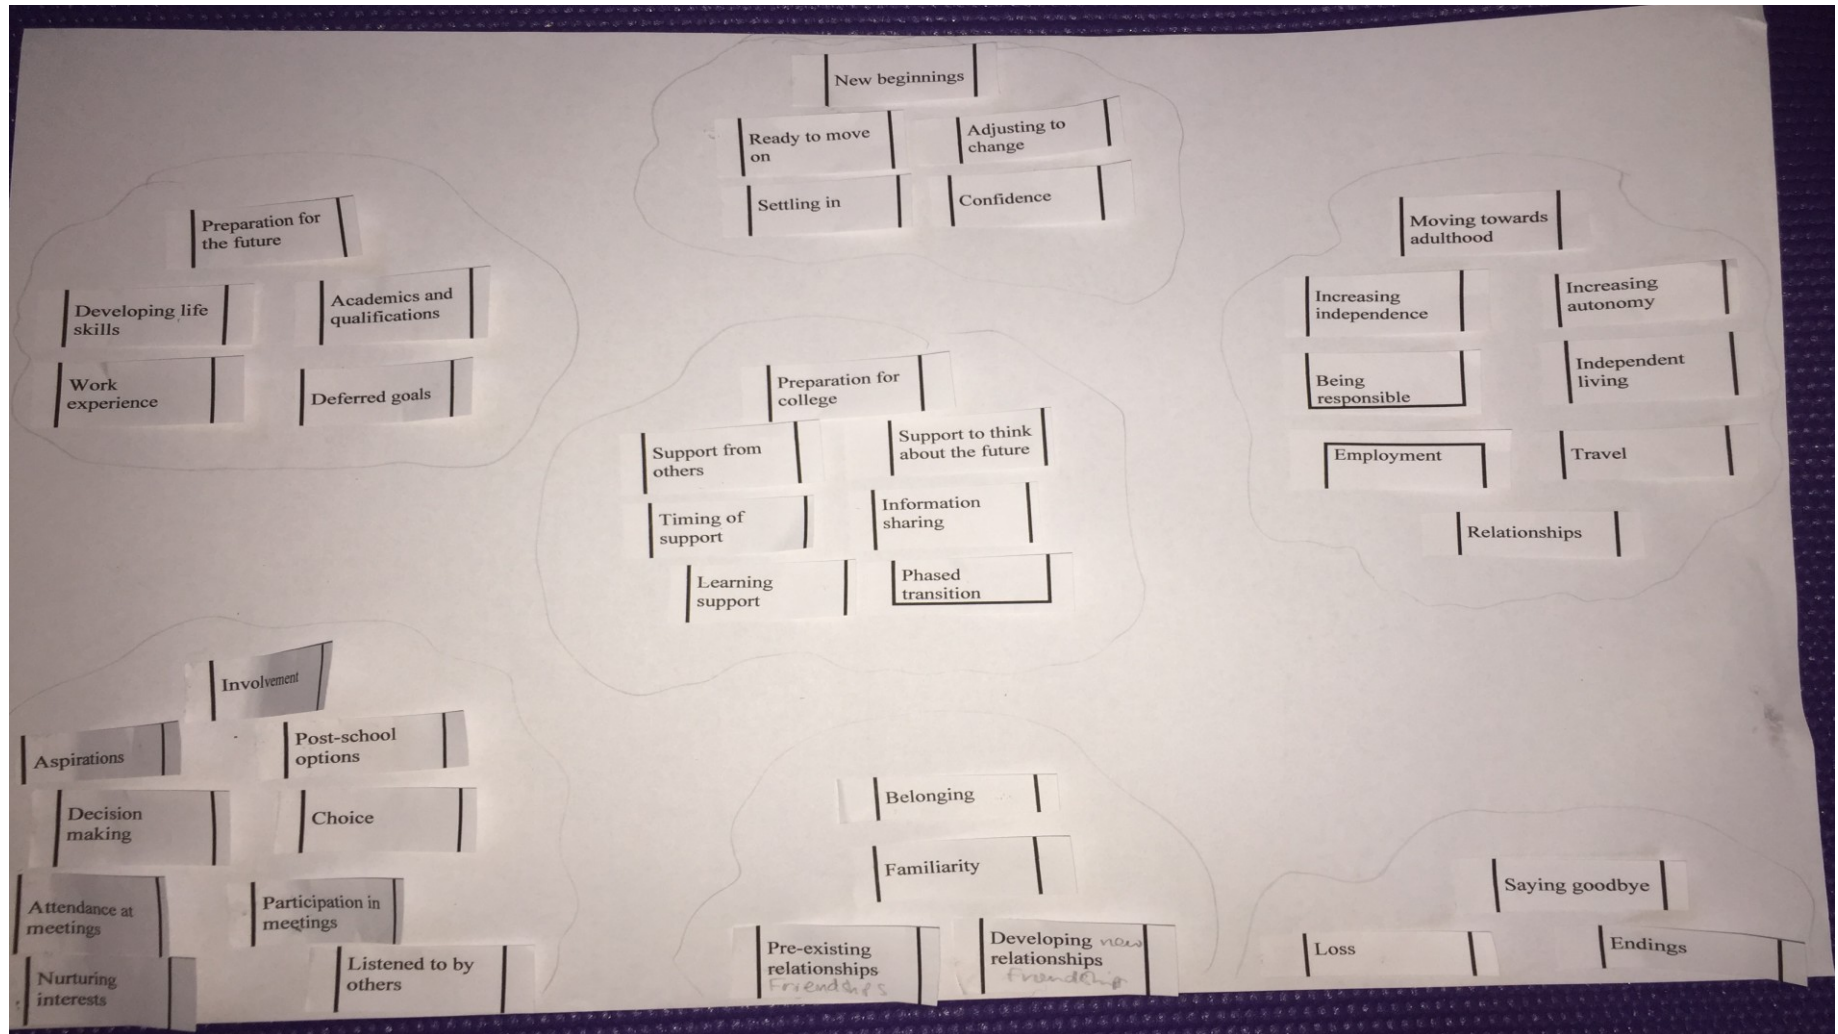 New beginnings
Ready to move
on
Adjusting to
change
Settling in
Confidence
Preparation for
the future
Developing life
skills
Academics and
qualifications
Work
experience
Deferred goals
Moving towards
adulthood
Increasing
independence
Increasing
autonomy
Being
responsible
Independent
living
Employment
Travel
Relationships
Preparation for
college
Support from
others
Support to think
about the future
Timing of
support
Information
sharing
Learning
support
Phased
transition
Involvement
Aspirations
Post-school
options
Decision
making
Choice
Attendance at
meetings
Participation in
meetings
Nurturing
interests
Listened to by
others
Belonging
Familiarity
Pre-existing
relationships
Friendships
Developing new
relationships
friendship
Saying goodbye
Loss
Endings